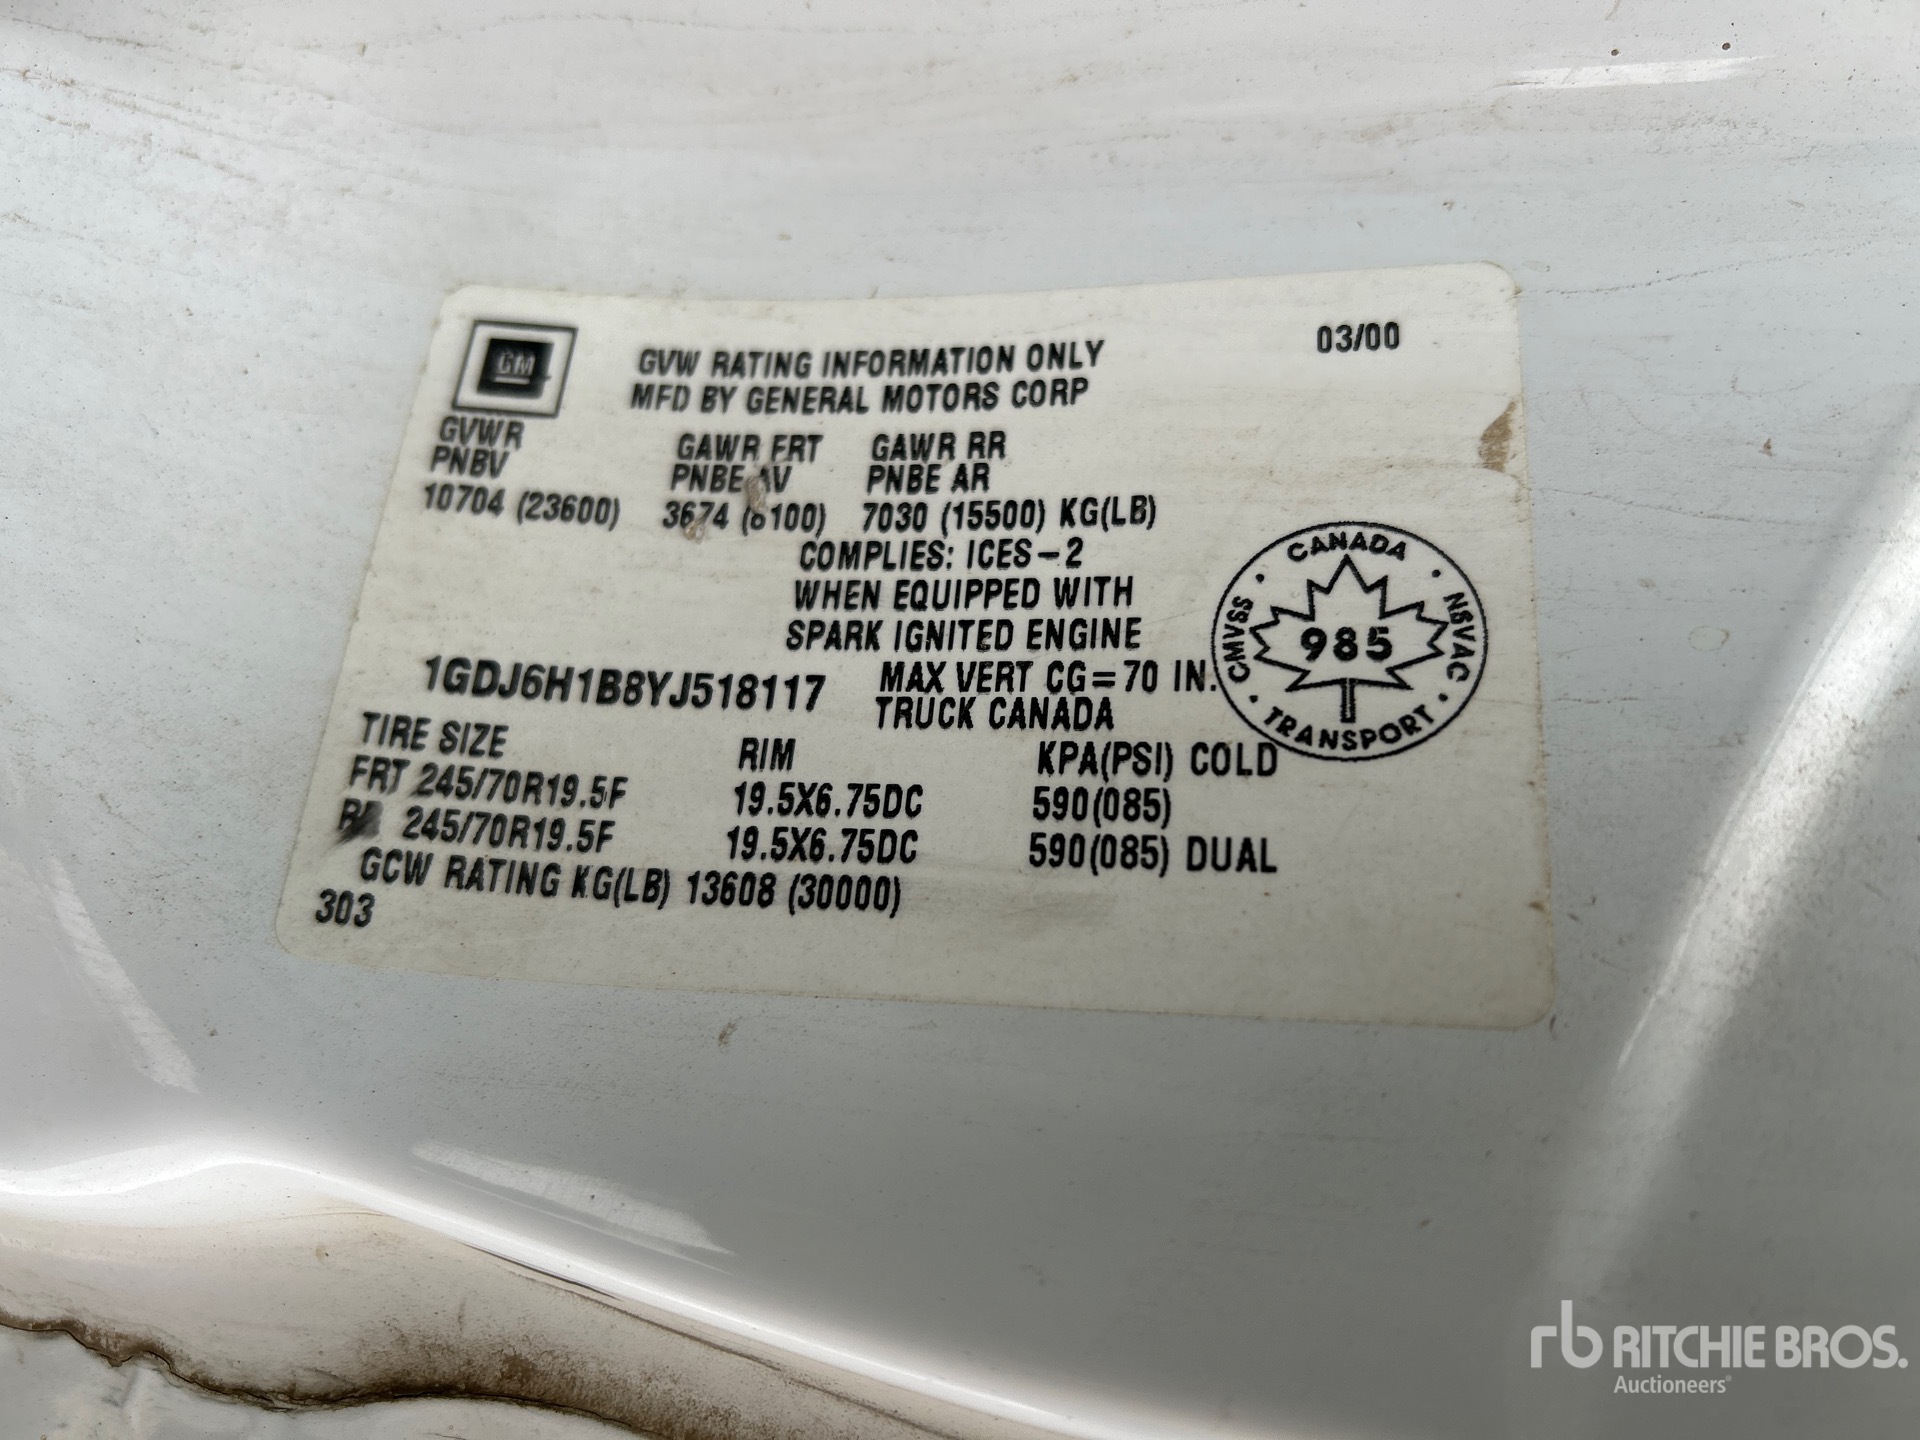 GM
GVW RATING INFORMATION ONLY
03/00
MFD BY GENERAL MOTORS CORP
GVWR GAWR FRT GAWR RR
PNBV PNBE AV PNBE AR
10704 (23600) 3674 (8100) 7030 (15500) KG(LB)
COMPLIES: ICES-2
WHEN EQUIPPED WITH
SPARK IGNITED ENGINE
1GDJ6H1B8YJ518117 MAX VERT CG=70 IN.
TRUCK CANADA
CANADA
CMVSS
985
NSVAC
TRANSPORT
TIRE SIZE RIM KPA(PSI) COLD
FRT 245/70R19.5F 19.5X6.75DC 590(085)
245/70R19.5F 19.5X6.75DC 590(085) DUAL
GCW RATING KG(LB) 13608 (30000)
303
rb RITCHIE BROS.
Auctioneers